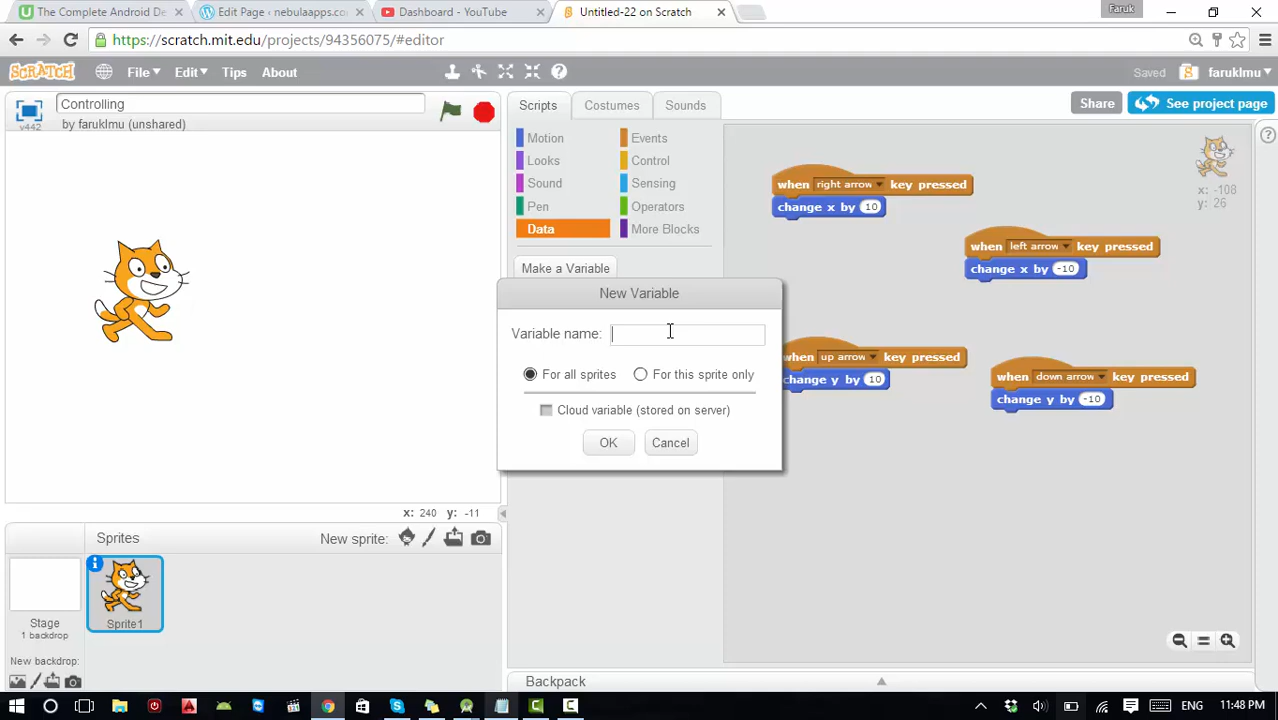 The Complete Android De
Edit Page ‹ nebulaapps.c
Dashboard - YouTube
Untitled-22 on Scratch
Faruk
https://scratch.mit.edu/projects/94356075/#editor
SCRATCH
File
Edit
Tips
About
Saved
faruklmu
Controlling
by faruklmu (unshared)
v442
Scripts
Costumes
Sounds
Share
See project page
Motion
Events
Looks
Control
Sound
Sensing
Pen
Operators
Data
More Blocks
Make a Variable
when right arrow key pressed
change x by 10
when left arrow key pressed
change x by -10
when up arrow key pressed
change y by 10
when down arrow key pressed
change y by -10
x: -108
y: 26
New Variable
Variable name:
For all sprites
For this sprite only
Cloud variable (stored on server)
OK
Cancel
x: 240 y: -11
Sprites
New sprite:
Stage
1 backdrop
Sprite1
New backdrop:
Backpack
ENG
11:48 PM